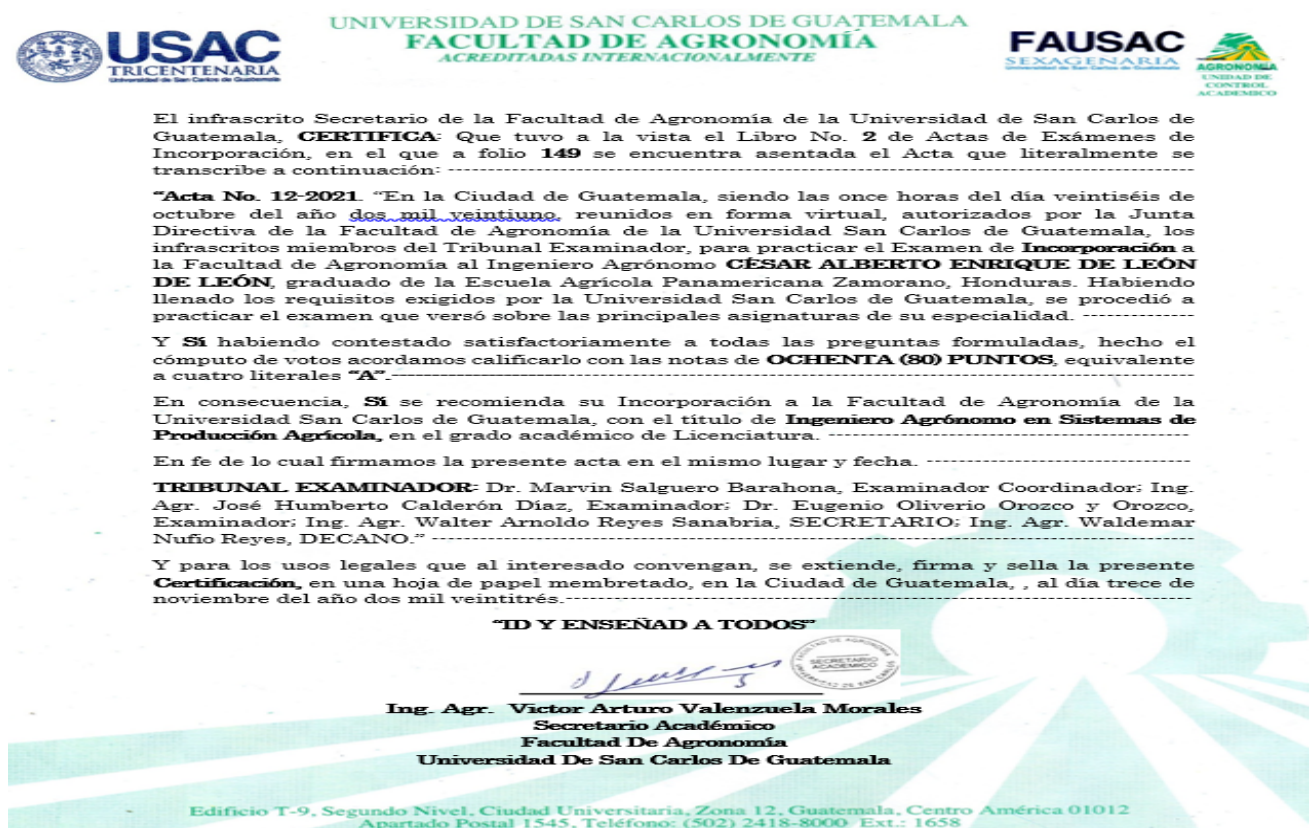 UNIVERSIDAD DE SAN CARLOS DE GUATEMALA
FACULTAD DE AGRONOMÍA
ACREDITADAS INTERNACIONALMENTE
USAC
TRICENTENARIA
Universidad de San Carlos de Guatemala
FAUSAC
SEXAGENARIA
Universidad de San Carlos de Guatemala
AGRONOMIA
UNIDAD DE
CONTROL
ACADEMICO
El infrascrito Secretario de la Facultad de Agronomía de la Universidad de San Carlos de
Guatemala, CERTIFICA: Que tuvo a la vista el Libro No. 2 de Actas de Exámenes de
Incorporación, en el que a folio 149 se encuentra asentada el Acta que literalmente se
transcribe a continuación: ---
“Acta No. 12-2021. “En la Ciudad de Guatemala, siendo las once horas del día veintiséis de
octubre del año dos mil veintiuno, reunidos en forma virtual, autorizados por la Junta
Directiva de la Facultad de Agronomía de la Universidad San Carlos de Guatemala, los
infrascritos miembros del Tribunal Examinador, para practicar el Examen de Incorporación a
la Facultad de Agronomía al Ingeniero Agrónomo CÉSAR ALBERTO ENRIQUE DE LEÓN
DE LEÓN, graduado de la Escuela Agrícola Panamericana Zamorano, Honduras. Habiendo
llenado los requisitos exigidos por la Universidad San Carlos de Guatemala, se procedió a
practicar el examen que versó sobre las principales asignaturas de su especialidad. ---
Y Sí habiendo contestado satisfactoriamente a todas las preguntas formuladas, hecho el
cómputo de votos acordamos calificarlo con las notas de OCHENTA (80) PUNTOS, equivalente
a cuatro literales “A”.---
En consecuencia, Sí se recomienda su Incorporación a la Facultad de Agronomía de la
Universidad San Carlos de Guatemala, con el título de Ingeniero Agrónomo en Sistemas de
Producción Agrícola, en el grado académico de Licenciatura. ---
En fe de lo cual firmamos la presente acta en el mismo lugar y fecha. ---
TRIBUNAL EXAMINADOR: Dr. Marvin Salguero Barahona, Examinador Coordinador; Ing.
Agr. José Humberto Calderón Díaz, Examinador; Dr. Eugenio Oliverio Orozco y Orozco,
Examinador; Ing. Agr. Walter Arnoldo Reyes Sanabria, SECRETARIO; Ing. Agr. Waldemar
Nufio Reyes, DECANO.” ---
Y para los usos legales que al interesado convengan, se extiende, firma y sella la presente
Certificación, en una hoja de papel membretado, en la Ciudad de Guatemala, , al día trece de
noviembre del año dos mil veintitrés.---
“ID Y ENSEÑAD A TODOS”
SECRETARIO
ACADEMICO
Ing. Agr. Victor Arturo Valenzuela Morales
Secretario Académico
Facultad De Agronomía
Universidad De San Carlos De Guatemala
Edificio T-9, Segundo Nivel, Ciudad Universitaria, Zona 12, Guatemala, Centro América 01012
Apartado Postal 1545, Teléfono: (502) 2418-8000 Ext.: 1658